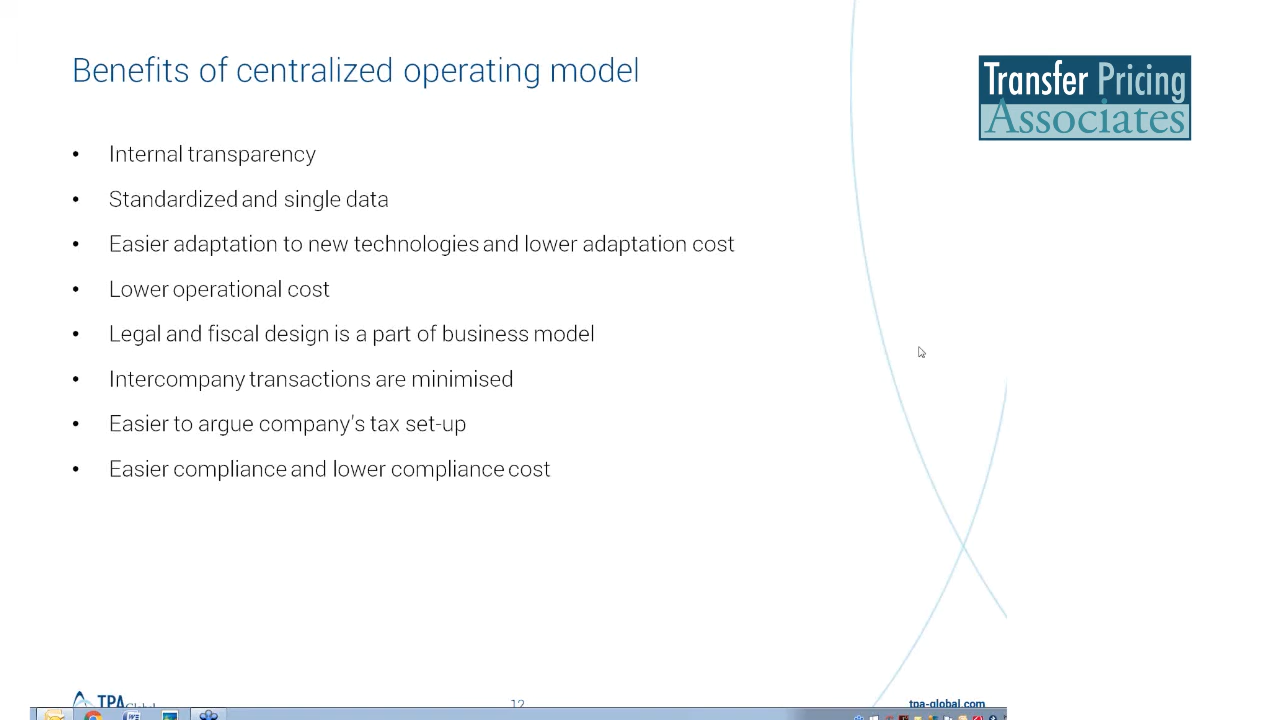 Benefits of centralized operating model
Transfer Pricing
Associates
• Internal transparency
• Standardized and single data
• Easier adaptation to new technologies and lower adaptation cost
• Lower operational cost
• Legal and fiscal design is a part of business model
• Intercompany transactions are minimised
• Easier to argue company's tax set-up
• Easier compliance and lower compliance cost
TPA Global
12
tpa-global.com